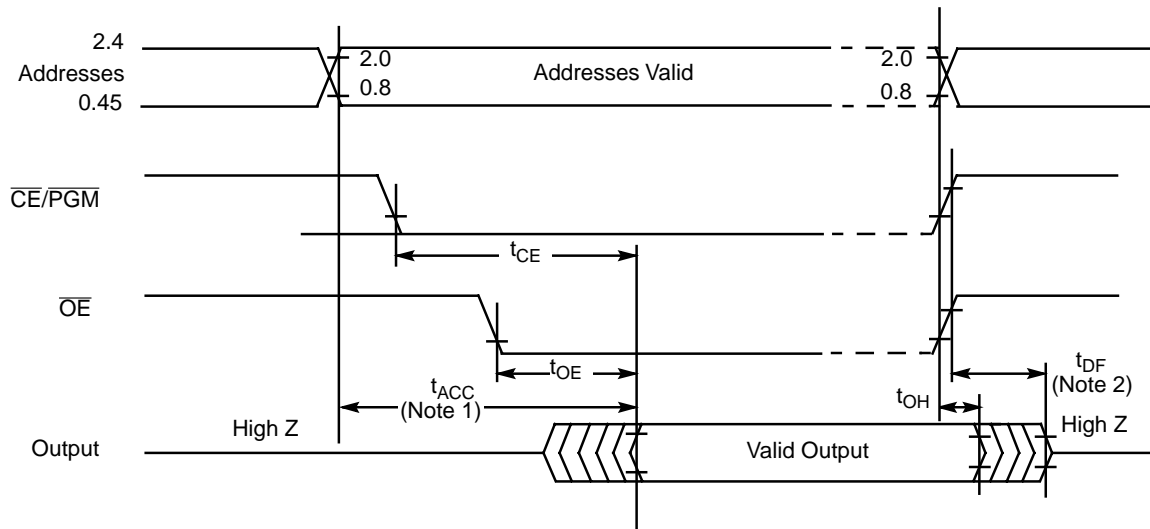 2.4
Addresses
0.45
2.0
0.8
Addresses Valid
2.0
0.8
CE/PGM
tCE
OE
tOE
tACC
(Note 1)
tDF
(Note 2)
tOH
High Z
High Z
Output
Valid Output